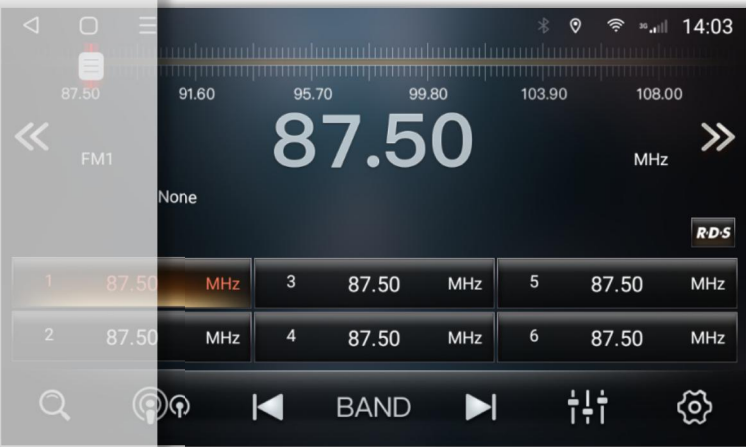 3G 14:03
87.50 91.60 95.70 99.80 103.90 108.00
87.50
FM1 MHz
None
R·D·S
1 87.50 MHz 3 87.50 MHz 5 87.50 MHz
2 87.50 MHz 4 87.50 MHz 6 87.50 MHz
BAND